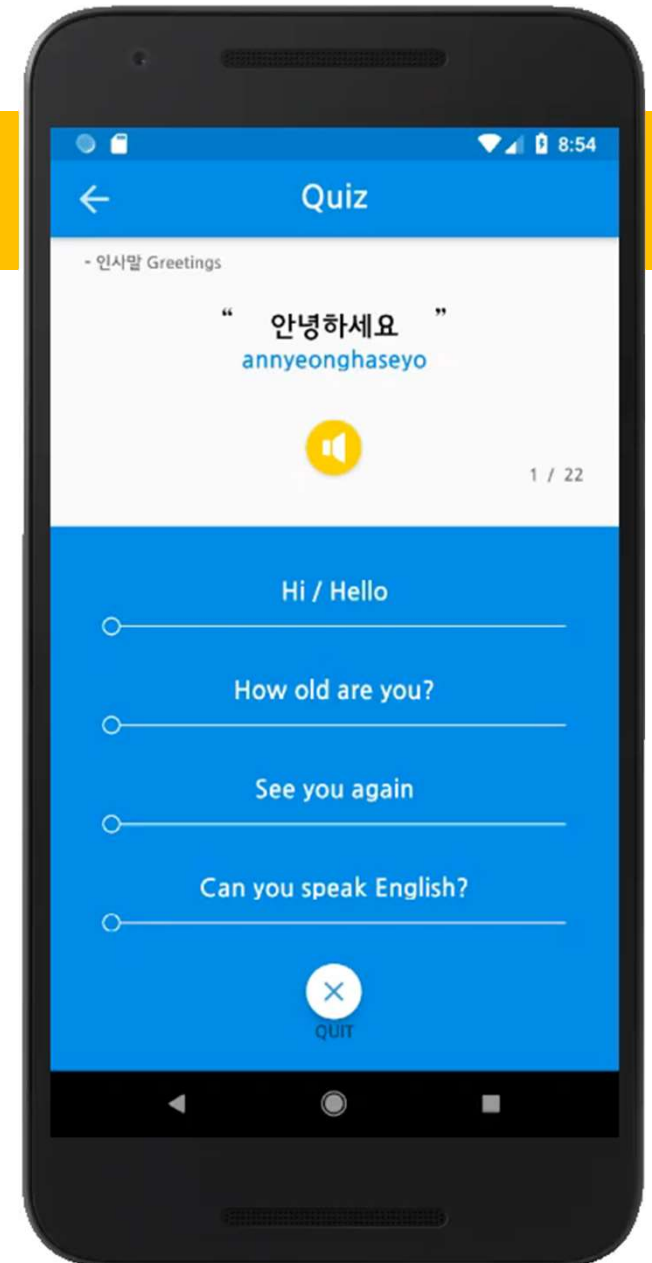 8:54
Quiz
- 인사말 Greetings
“ 안녕하세요 ”
annyeonghaseyo
1 / 22
Hi / Hello
How old are you?
See you again
Can you speak English?
QUIT